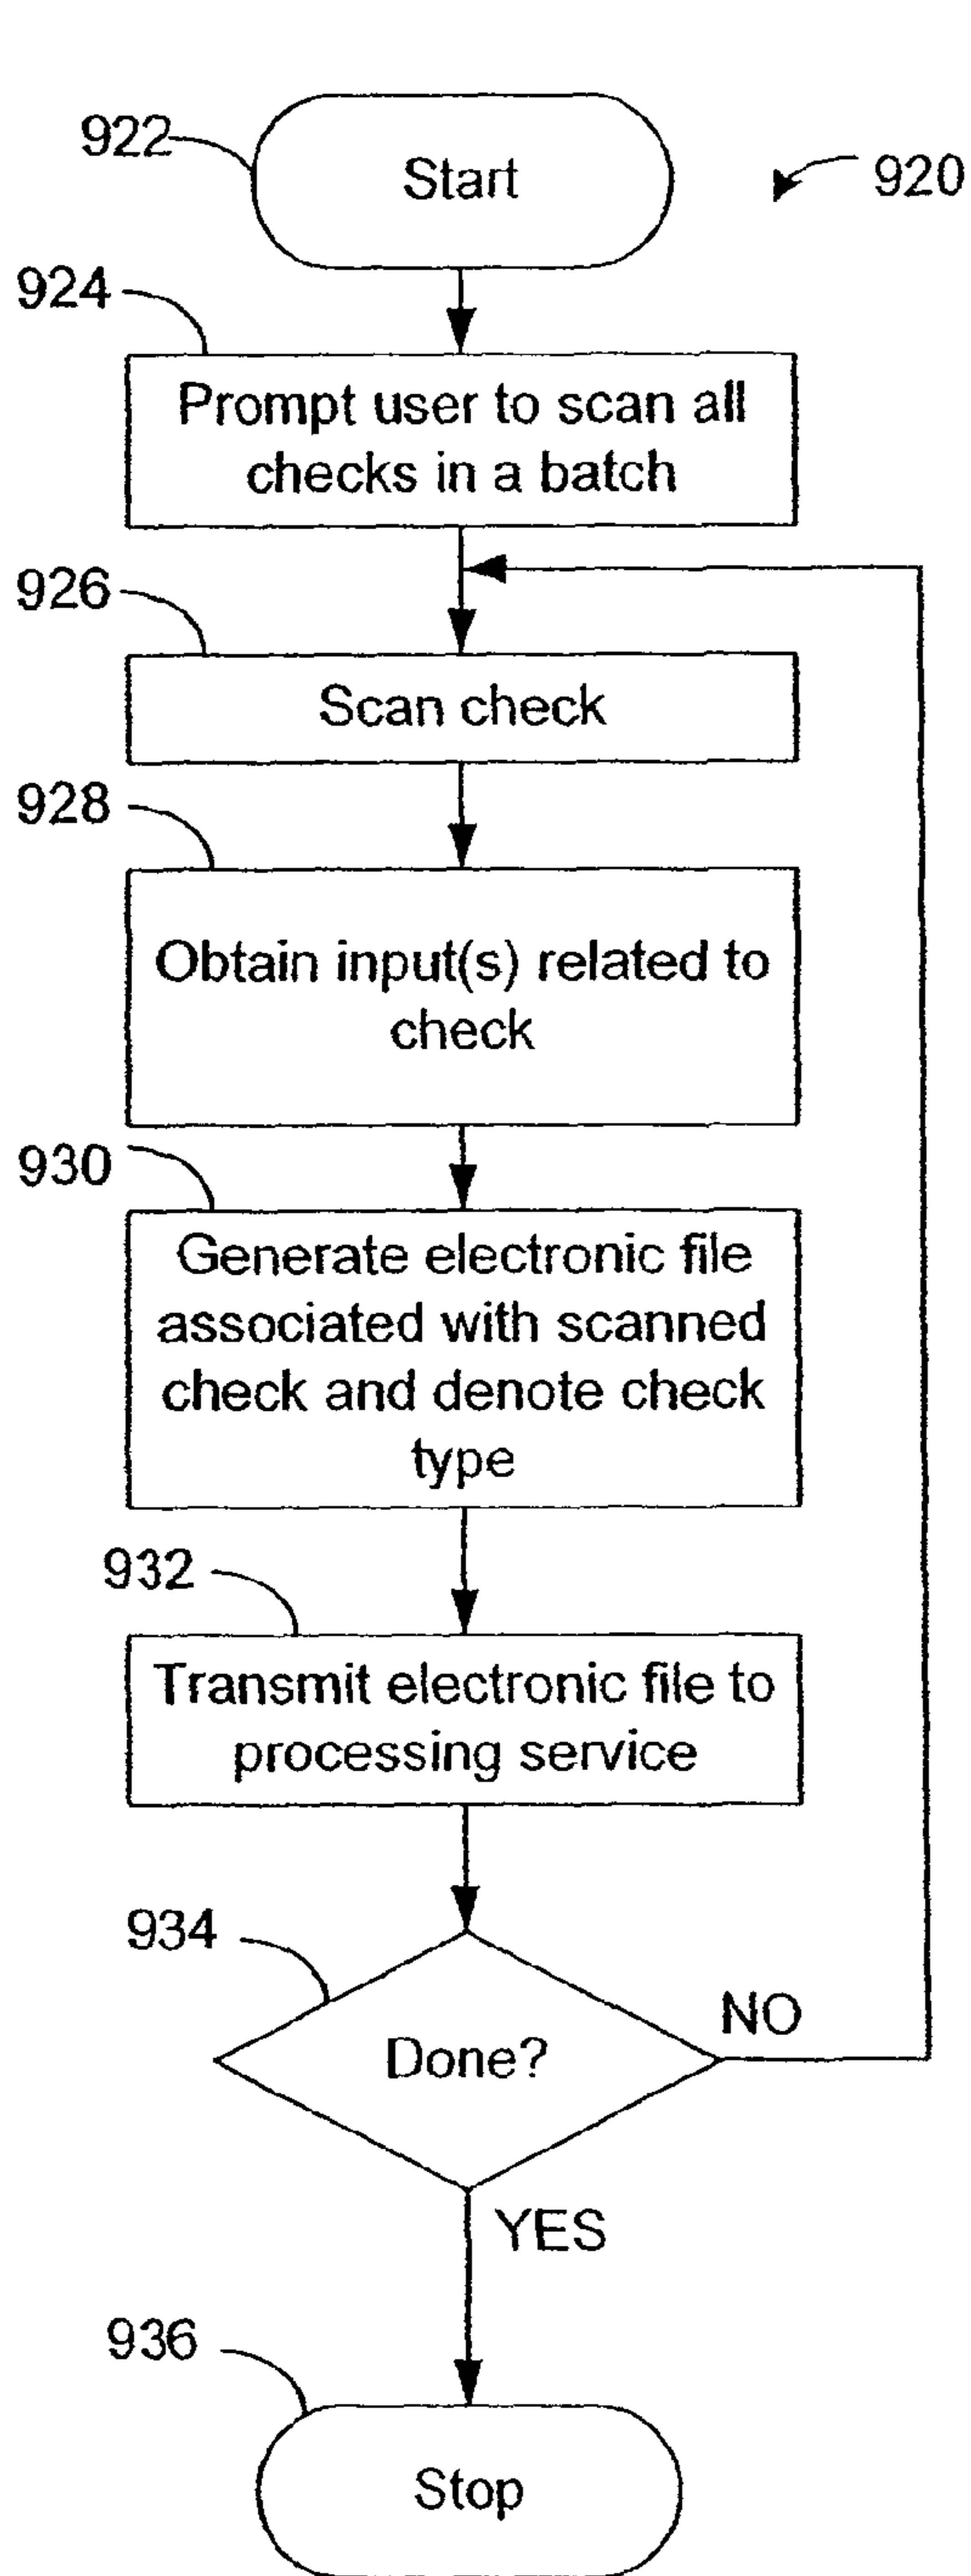 922
Start
920
924
Prompt user to scan all
checks in a batch
926
Scan check
928
Obtain input(s) related to
check
930
Generate electronic file
associated with scanned
check and denote check
type
932
Transmit electronic file to
processing service
934
Done?
NO
YES
936
Stop